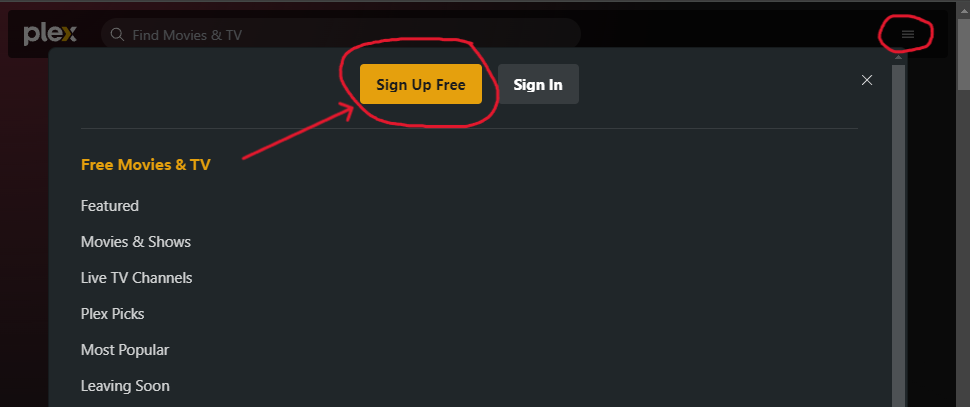 plex Find Movies & TV
Sign Up Free Sign In
Free Movies & TV
Featured
Movies & Shows
Live TV Channels
Plex Picks
Most Popular
Leaving Soon